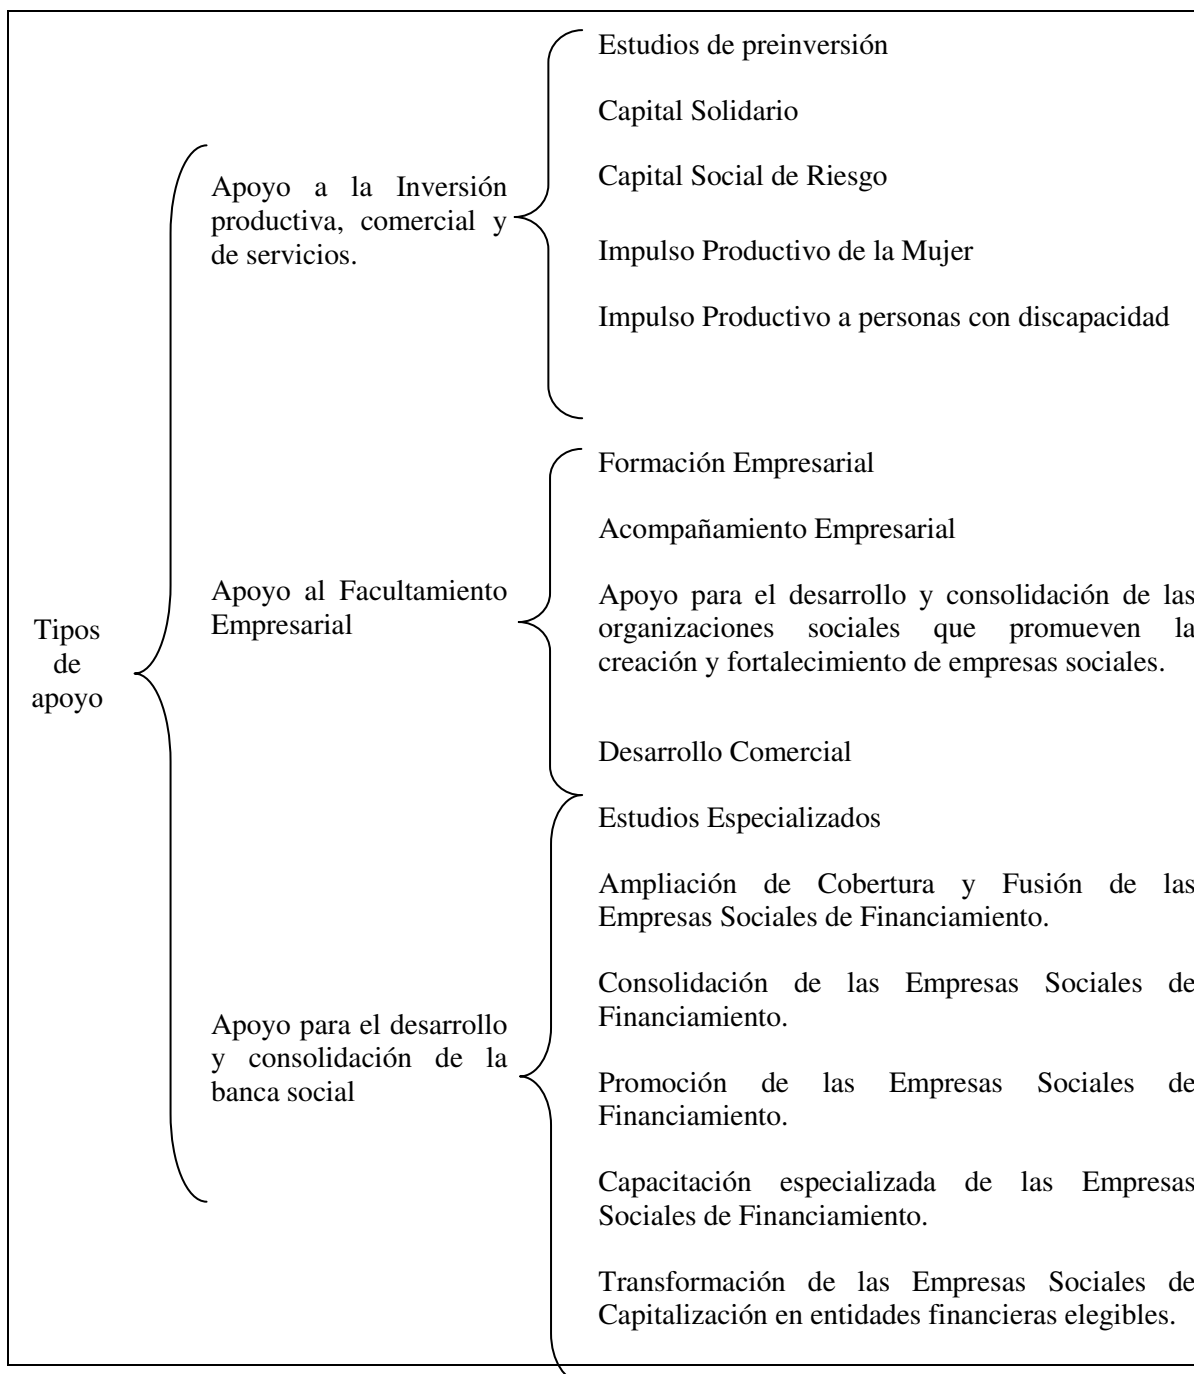 Tipos
de
apoyo
Apoyo a la Inversión
productiva, comercial y
de servicios.
Estudios de preinversión
Capital Solidario
Capital Social de Riesgo
Impulso Productivo de la Mujer
Impulso Productivo a personas con discapacidad
Apoyo al Facultamiento
Empresarial
Formación Empresarial
Acompañamiento Empresarial
Apoyo para el desarrollo y consolidación de las
organizaciones sociales que promueven la
creación y fortalecimiento de empresas sociales.
Desarrollo Comercial
Apoyo para el desarrollo
y consolidación de la
banca social
Estudios Especializados
Ampliación de Cobertura y Fusión de las
Empresas Sociales de Financiamiento.
Consolidación de las Empresas Sociales de
Financiamiento.
Promoción de las Empresas Sociales de
Financiamiento.
Capacitación especializada de las Empresas
Sociales de Financiamiento.
Transformación de las Empresas Sociales de
Capitalización en entidades financieras elegibles.